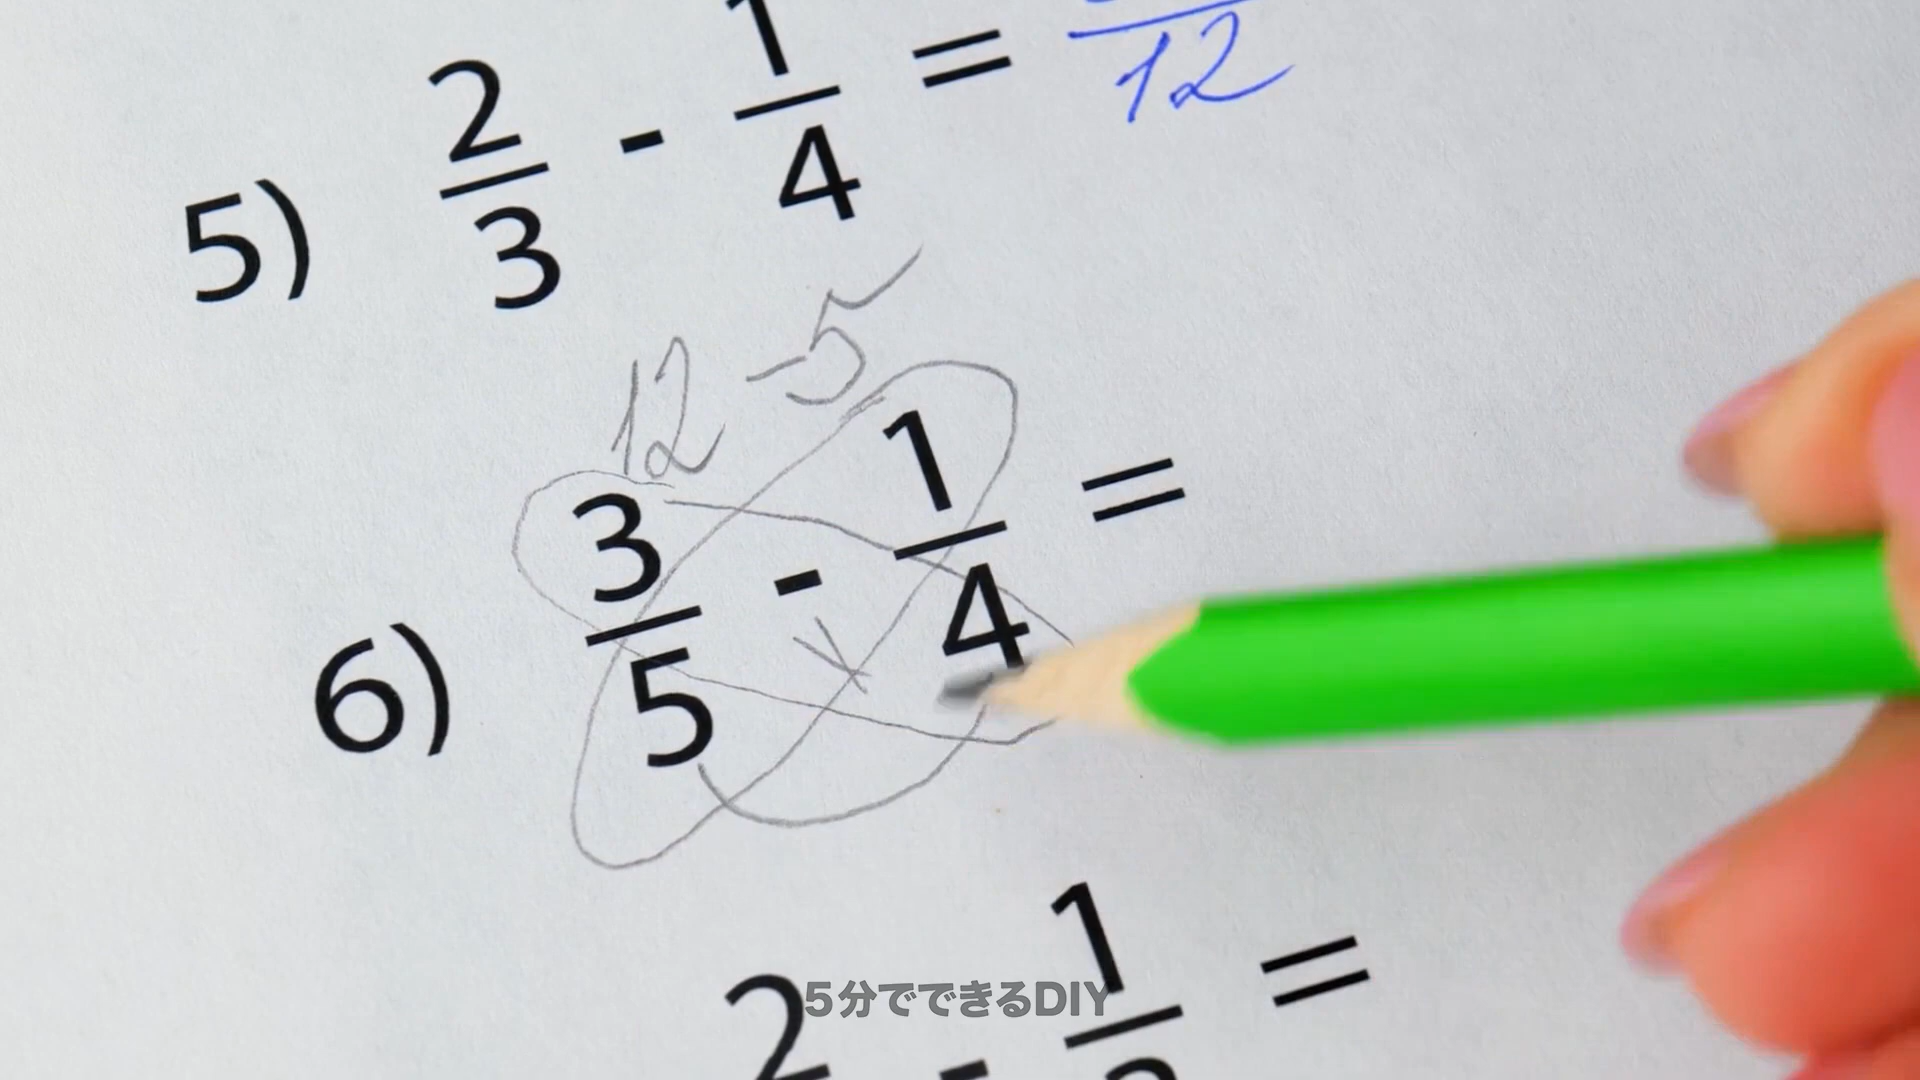 5) 2/3 - 1/4 = /12
12 - 5
6) 3/5 - 1/4 =
×
2 - 1 =
5分でできるDIY